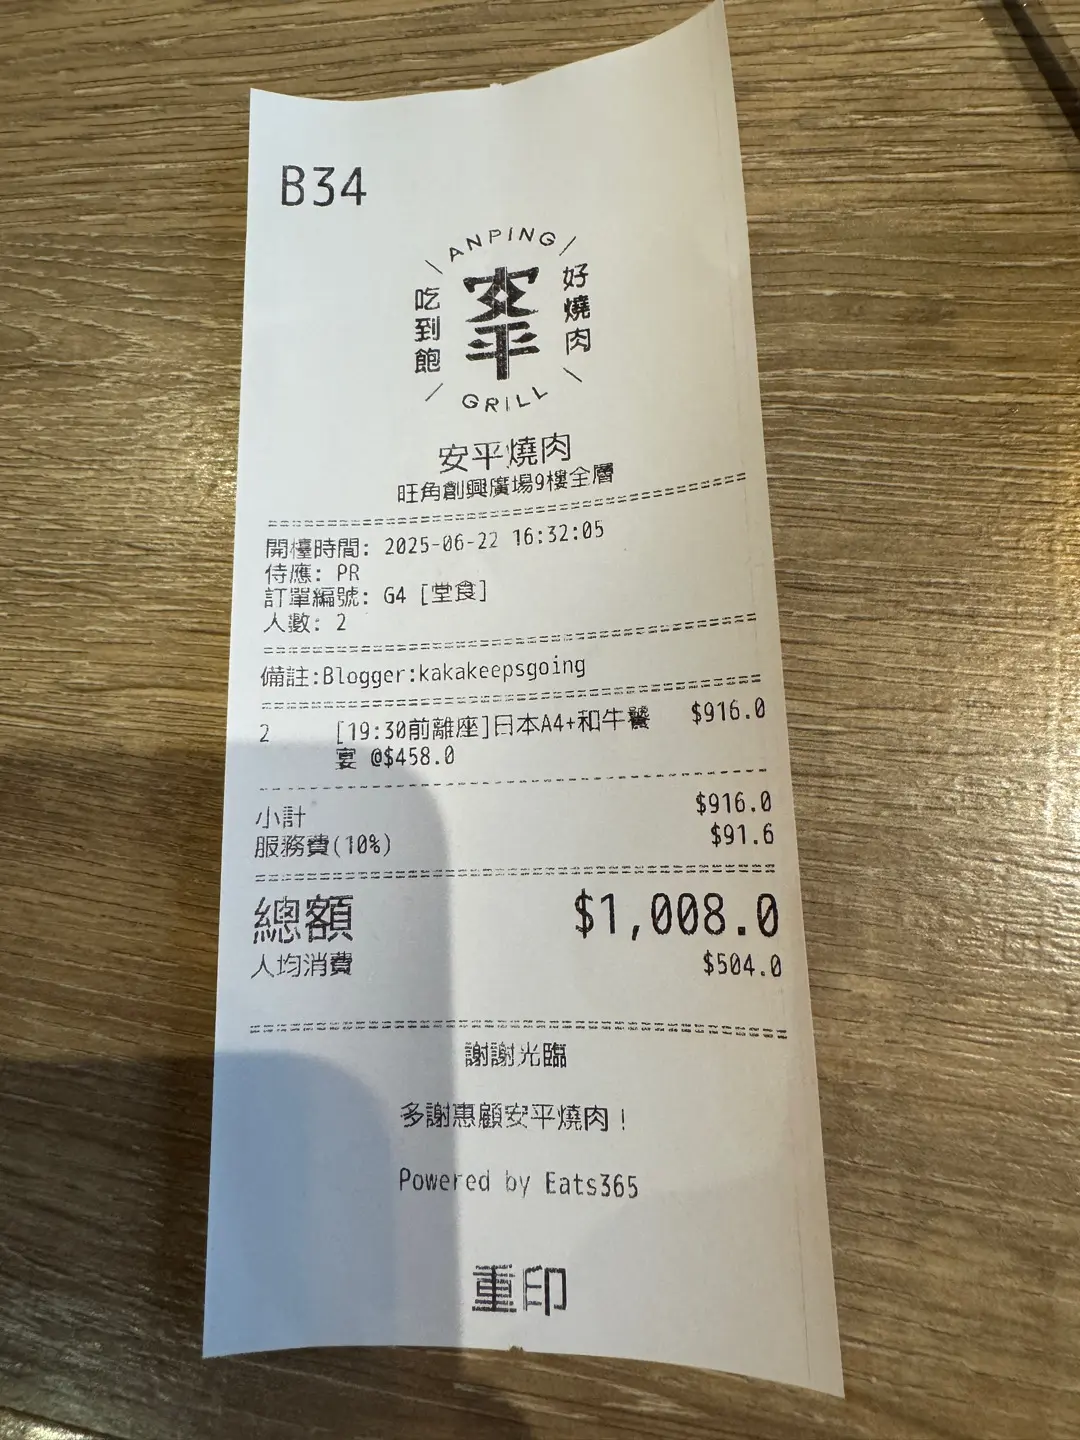 B34
ANPING
吃到飽
安平
好燒肉
GRILL
安平燒肉
旺角創興廣場9樓全層
開檯時間: 2025-06-22 16:32:05
侍應: PR
訂單編號: G4 [堂食]
人數: 2
備註:Blogger:kakakeepsgoing
2 [19:30前離座]日本A4+和牛饗 $916.0
宴 @$458.0
小計 $916.0
服務費(10%) $91.6
總額 $1,008.0
人均消費 $504.0
謝謝光臨
多謝惠顧安平燒肉！
Powered by Eats365
重印